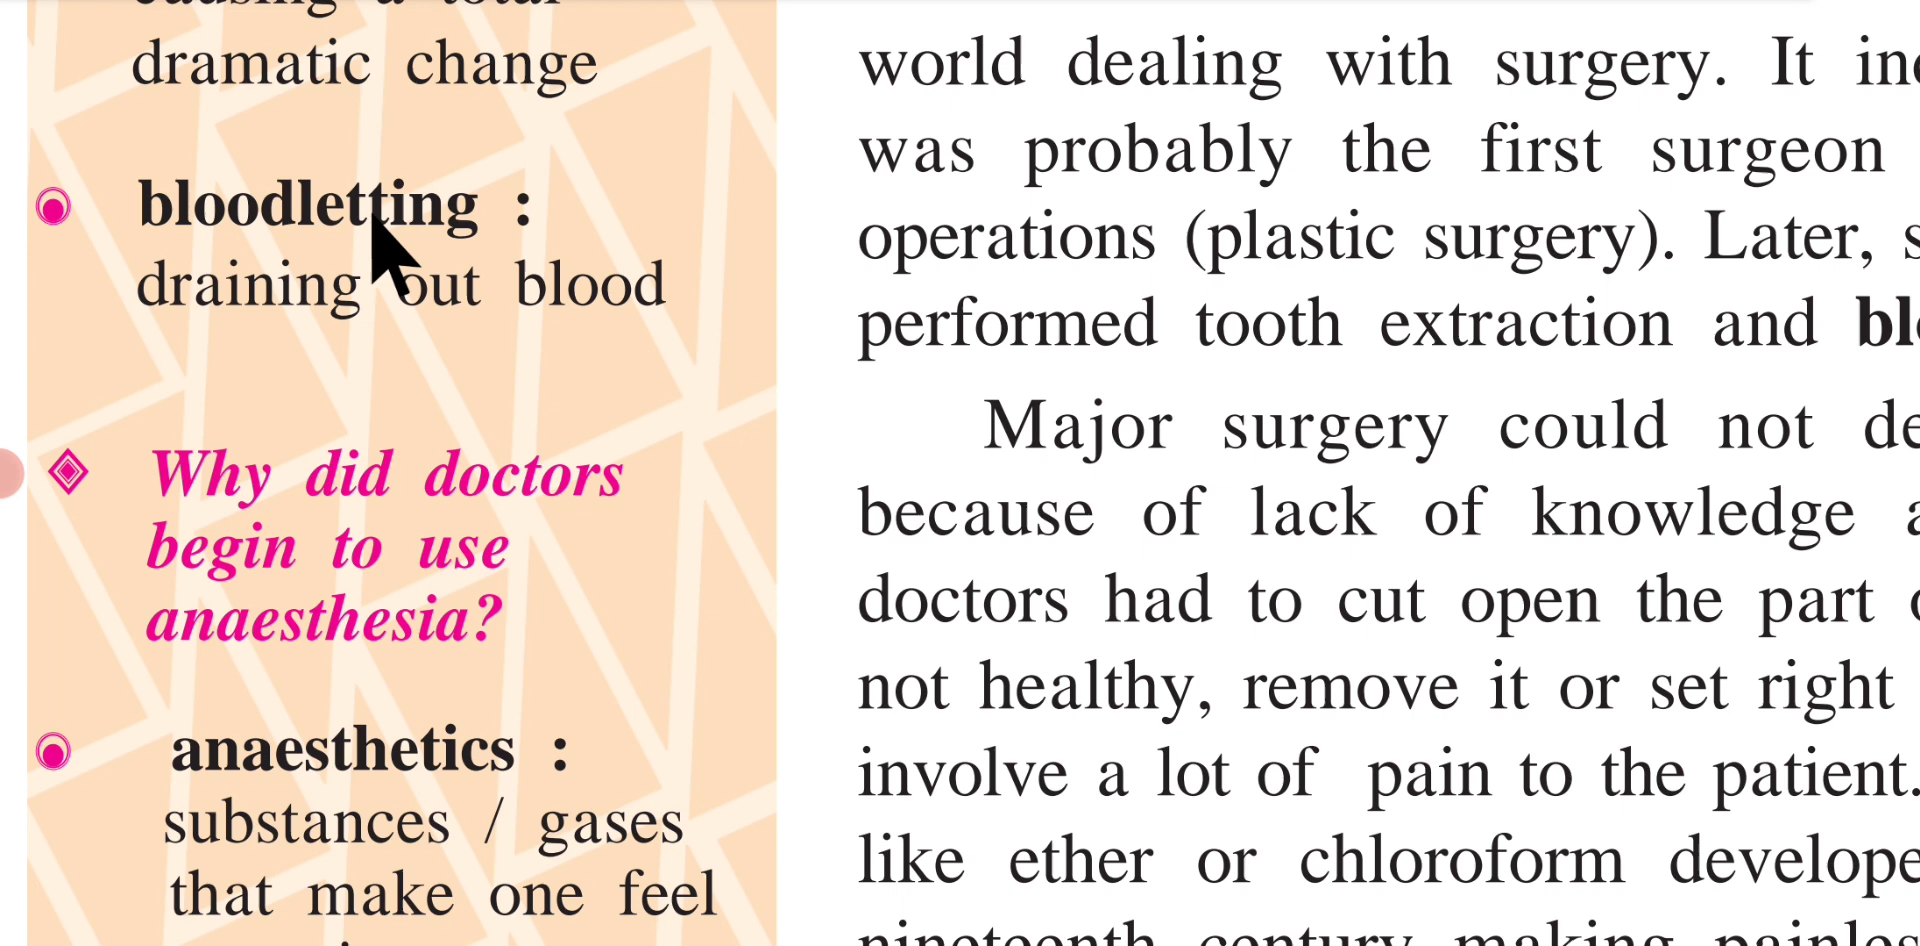 dramatic change
bloodletting :
draining out blood
Why did doctors
begin to use
anaesthesia?
anaesthetics :
substances / gases
that make one feel
world dealing with surgery. It
was probably the first surgeon
operations (plastic surgery). Later,
performed tooth extraction and
Major surgery could not
because of lack of knowledge
doctors had to cut open the part
not healthy, remove it or set right
involve a lot of pain to the patient.
like ether or chloroform